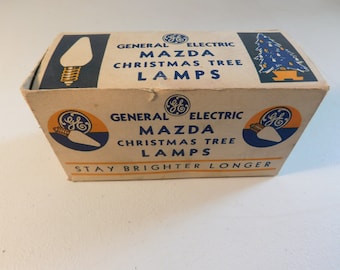 GENERAL GE ELECTRIC
MAZDA
CHRISTMAS TREE
LAMPS
GE
GENERAL GE ELECTRIC
MAZDA
CHRISTMAS TREE
LAMPS
GE
STAY BRIGHTER LONGER